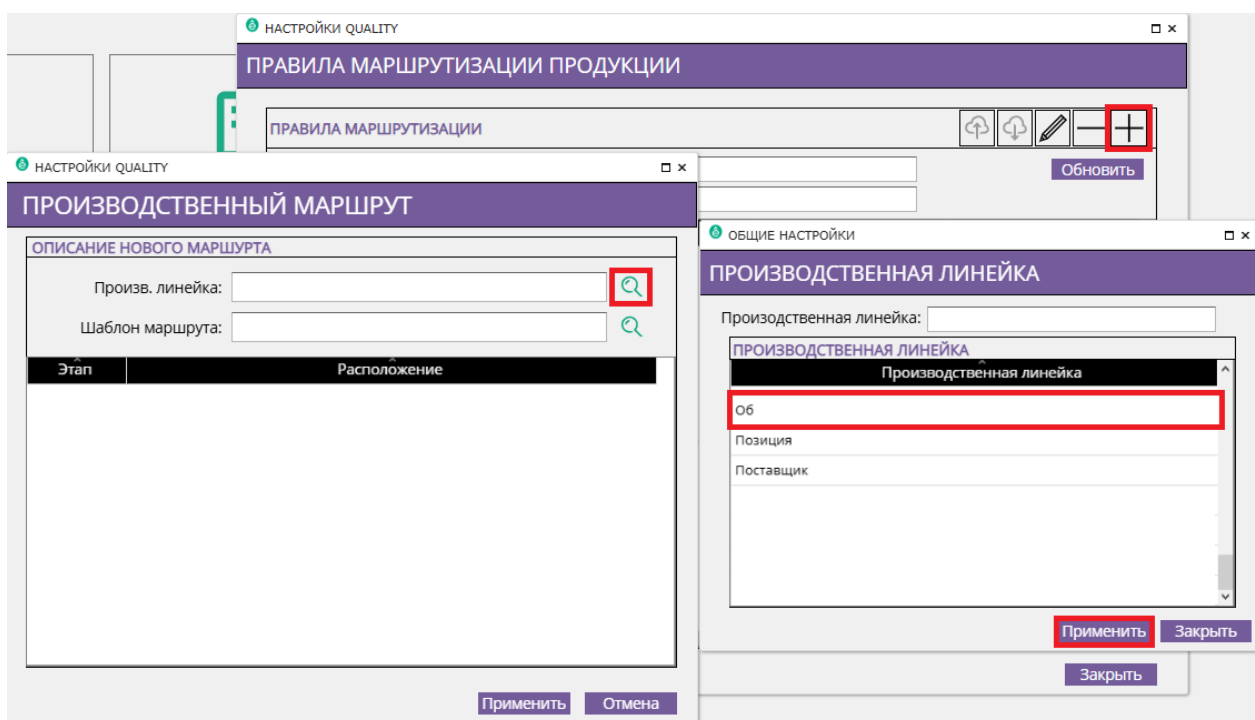 НАСТРОЙКИ QUALITY
ПРАВИЛА МАРШРУТИЗАЦИИ ПРОДУКЦИИ
ПРАВИЛА МАРШРУТИЗАЦИИ
Обновить
НАСТРОЙКИ QUALITY
ПРОИЗВОДСТВЕННЫЙ МАРШРУТ
ОПИСАНИЕ НОВОГО МАРШУРТА
Произв. линейка:
Шаблон маршрута:
Этап Расположение
Применить Отмена
ОБЩИЕ НАСТРОЙКИ
ПРОИЗВОДСТВЕННАЯ ЛИНЕЙКА
Произодственная линейка:
ПРОИЗВОДСТВЕННАЯ ЛИНЕЙКА
Производственная линейка
Об
Позиция
Поставщик
Применить Закрыть
Закрыть